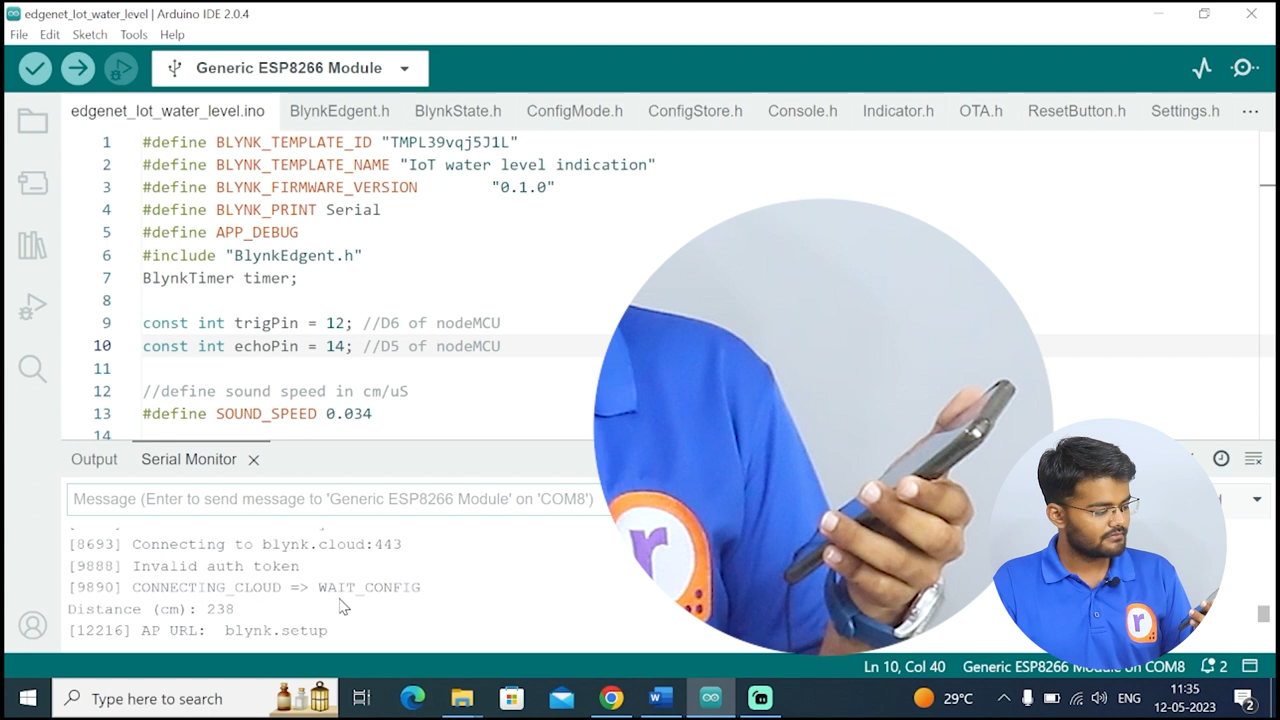 edgenet_Iot_water_level | Arduino IDE 2.0.4
File Edit Sketch Tools Help
Generic ESP8266 Module
edgenet_Iot_water_level.ino BlynkEdgent.h BlynkState.h ConfigMode.h ConfigStore.h Console.h Indicator.h OTA.h ResetButton.h Settings.h ...
1 #define BLYNK_TEMPLATE_ID "TMPL39vqj5J1L"
2 #define BLYNK_TEMPLATE_NAME "IoT water level indication"
3 #define BLYNK_FIRMWARE_VERSION "0.1.0"
4 #define BLYNK_PRINT Serial
5 #define APP_DEBUG
6 #include "BlynkEdgent.h"
7 BlynkTimer timer;
8
9 const int trigPin = 12; //D6 of nodeMCU
10 const int echoPin = 14; //D5 of nodeMCU
11
12 //define sound speed in cm/uS
13 #define SOUND_SPEED 0.034
14
Output Serial Monitor
Message (Enter to send message to 'Generic ESP8266 Module' on 'COM8')
[8693] Connecting to blynk.cloud:443
[9888] Invalid auth token
[9890] CONNECTING_CLOUD => WAIT_CONFIG
Distance (cm): 238
[12216] AP URL: blynk.setup
r
r
Ln 10, Col 40 Generic ESP8266 Module on COM8 2
Type here to search 29°C ENG 11:35
12-05-2023 2